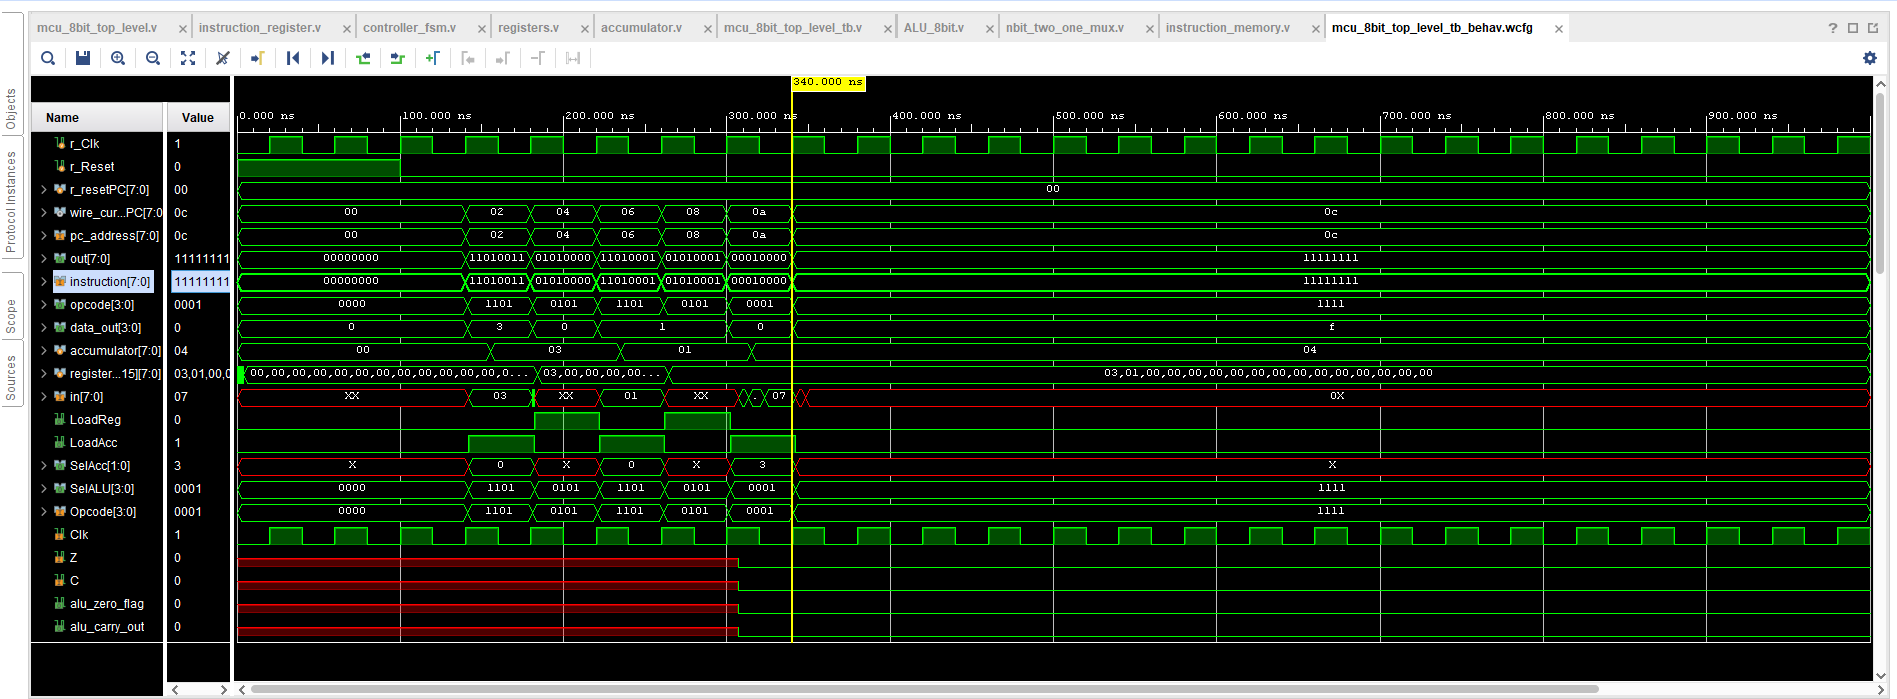 mcu_8bit_top_level.v × instruction_register.v × controller_fsm.v × registers.v × accumulator.v × mcu_8bit_top_level_tb.v × ALU_8bit.v × nbit_two_one_mux.v × instruction_memory.v × mcu_8bit_top_level_tb_behav.wcfg ×
Objects
Protocol Instances
Scope
Sources
340.000 ns
Name Value 0.000 ns 100.000 ns 200.000 ns 300.000 ns 400.000 ns 500.000 ns 600.000 ns 700.000 ns 800.000 ns 900.000 ns
r_Clk 1
r_Reset 0
r_resetPC[7:0] 00 00
wire_cur...PC[7:0 0c 00 02 04 06 08 0a 0c
pc_address[7:0] 0c 00 02 04 06 08 0a 0c
out[7:0] 11111111 00000000 11010011 01010000 11010001 01010001 00010000 11111111
instruction[7:0] 11111111 00000000 11010011 01010000 11010001 01010001 00010000 11111111
opcode[3:0] 0001 0000 1101 0101 1101 0101 0001 1111
data_out[3:0] 0 0 3 0 1 0 f
accumulator[7:0] 04 00 03 01 04
register...15][7:0] 03,01,00,0 00,00,00,00,00,00,00,00,00,00,00,00,00,0... 03,00,00,00,00... 03,01,00,00,00,00,00,00,00,00,00,00,00,00,00,00
in[7:0] 07 XX 03 XX 01 XX . 07 0X
LoadReg 0
LoadAcc 1
SelAcc[1:0] 3 X 0 X 0 X 3 X
SelALU[3:0] 0001 0000 1101 0101 1101 0101 0001 1111
Opcode[3:0] 0001 0000 1101 0101 1101 0101 0001 1111
Clk 1
Z 0
C 0
alu_zero_flag 0
alu_carry_out 0